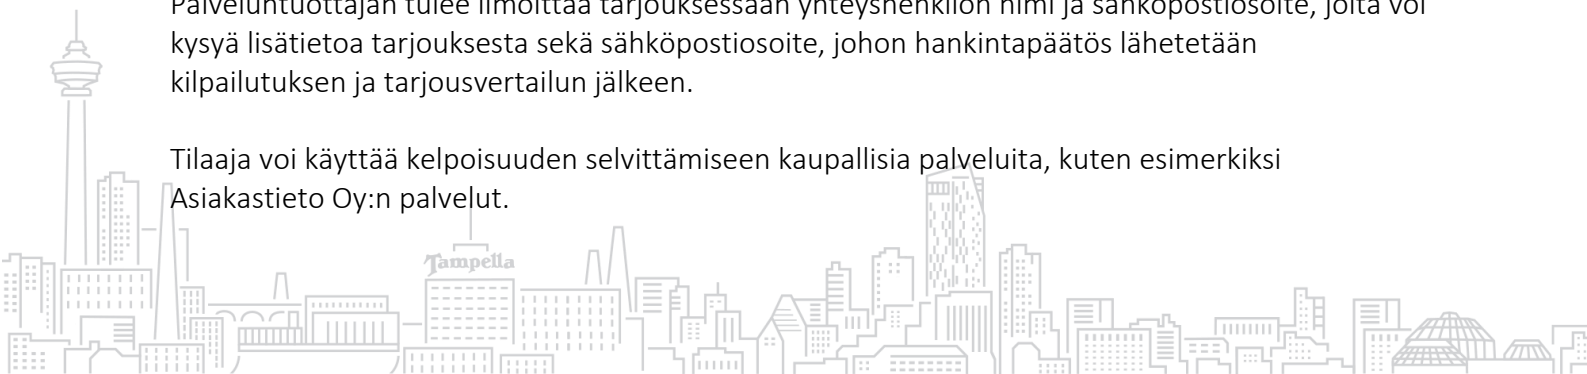 Palveluntuottajan tulee ilmoittaa tarjouksessaan yhteyshenkilön nimi ja sähköpostiosoite, joita voi
kysyä lisätietoa tarjouksesta sekä sähköpostiosoite, johon hankintapäätös lähetetään
kilpailutuksen ja tarjousvertailun jälkeen.
Tilaaja voi käyttää kelpoisuuden selvittämiseen kaupallisia palveluita, kuten esimerkiksi
Asiakastieto Oy:n palvelut.
Tampella